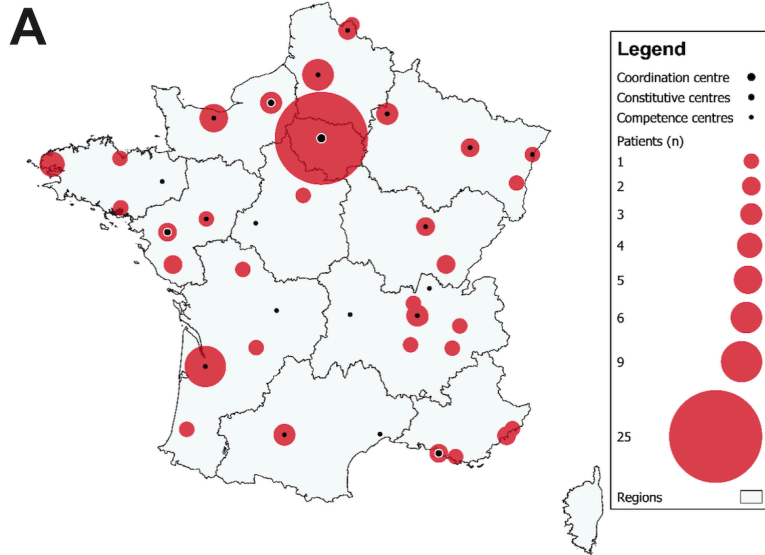 A
Legend
Coordination centre
Constitutive centres
Competence centres
Patients (n)
1
2
3
4
5
6
9
25
Regions